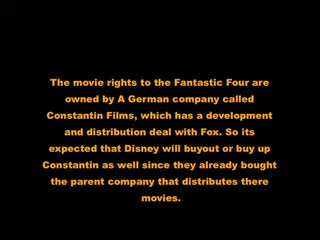 The movie rights to the Fantastic Four are
owned by A German company called
Constantin Films, which has a development
and distribution deal with Fox. So its
expected that Disney will buyout or buy up
Constantin as well since they already bought
the parent company that distributes there
movies.